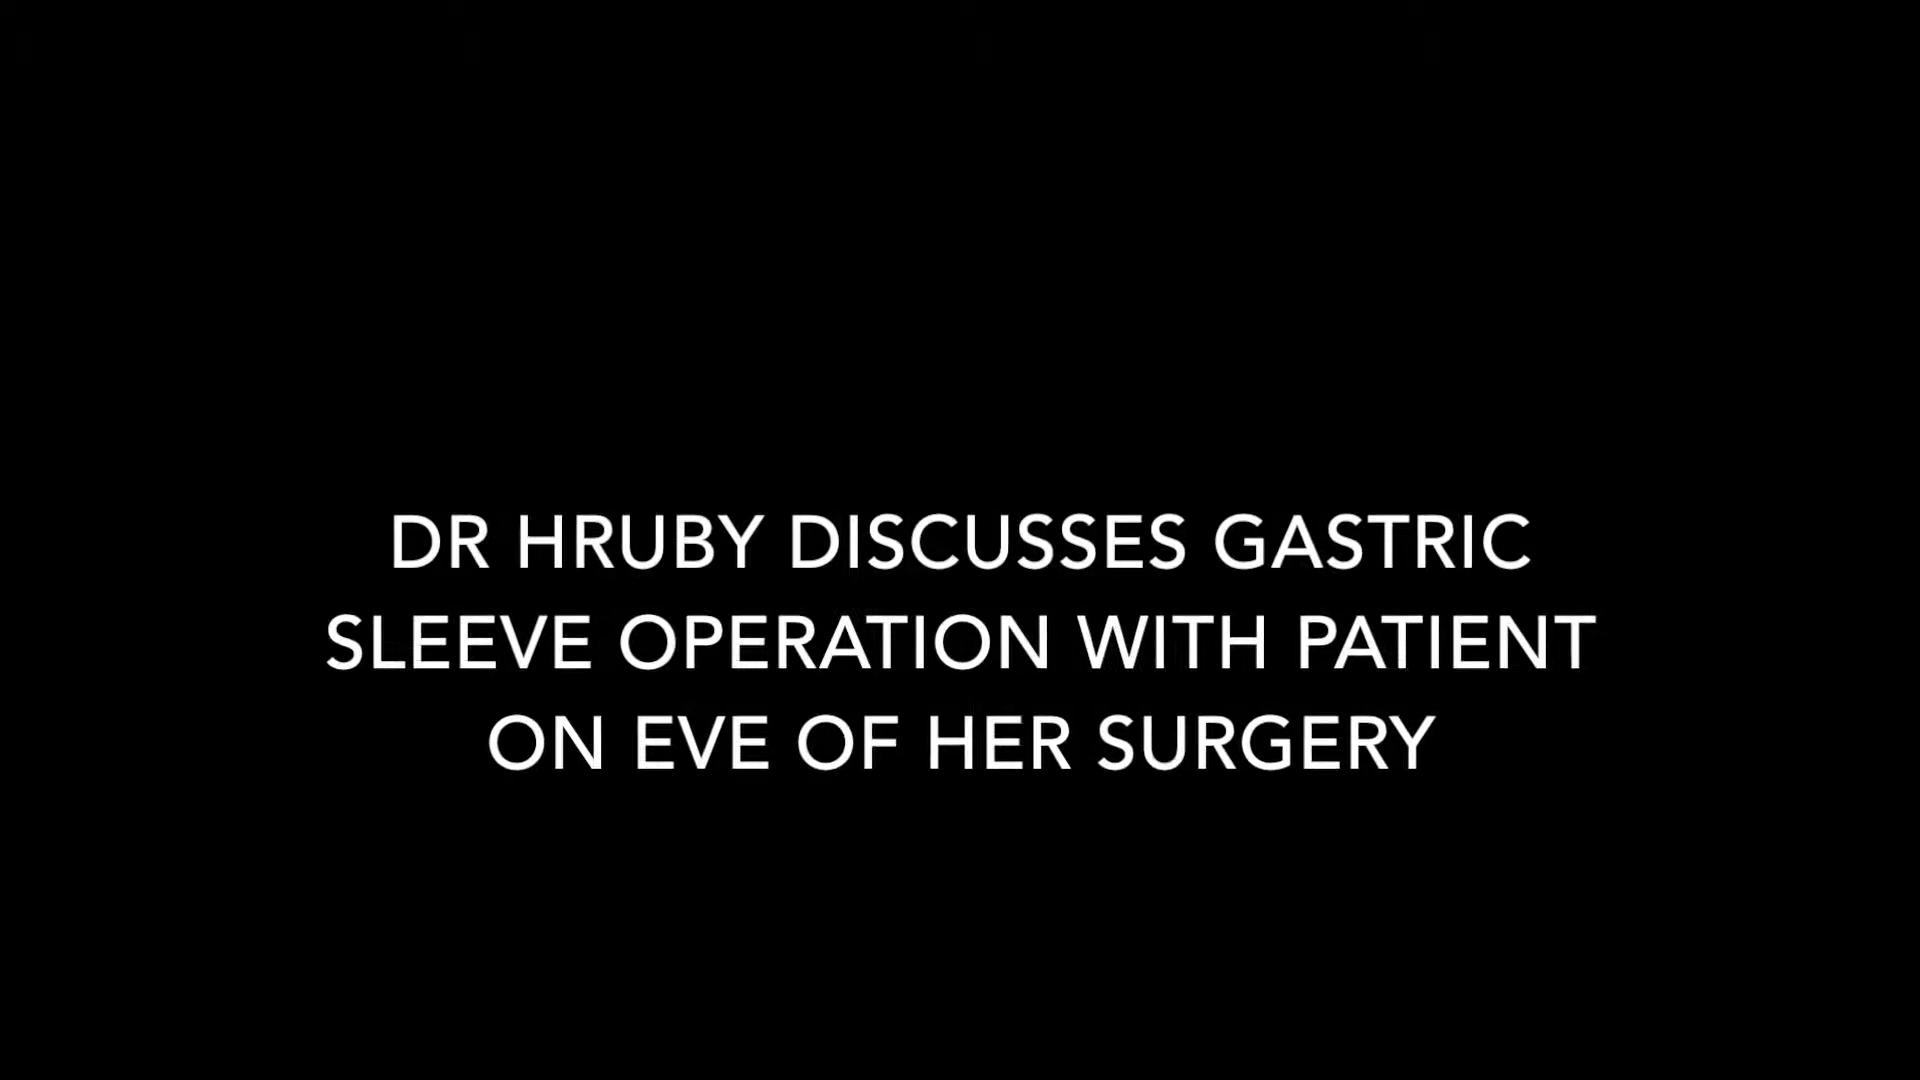 DR HRUBY DISCUSSES GASTRIC
SLEEVE OPERATION WITH PATIENT
ON EVE OF HER SURGERY